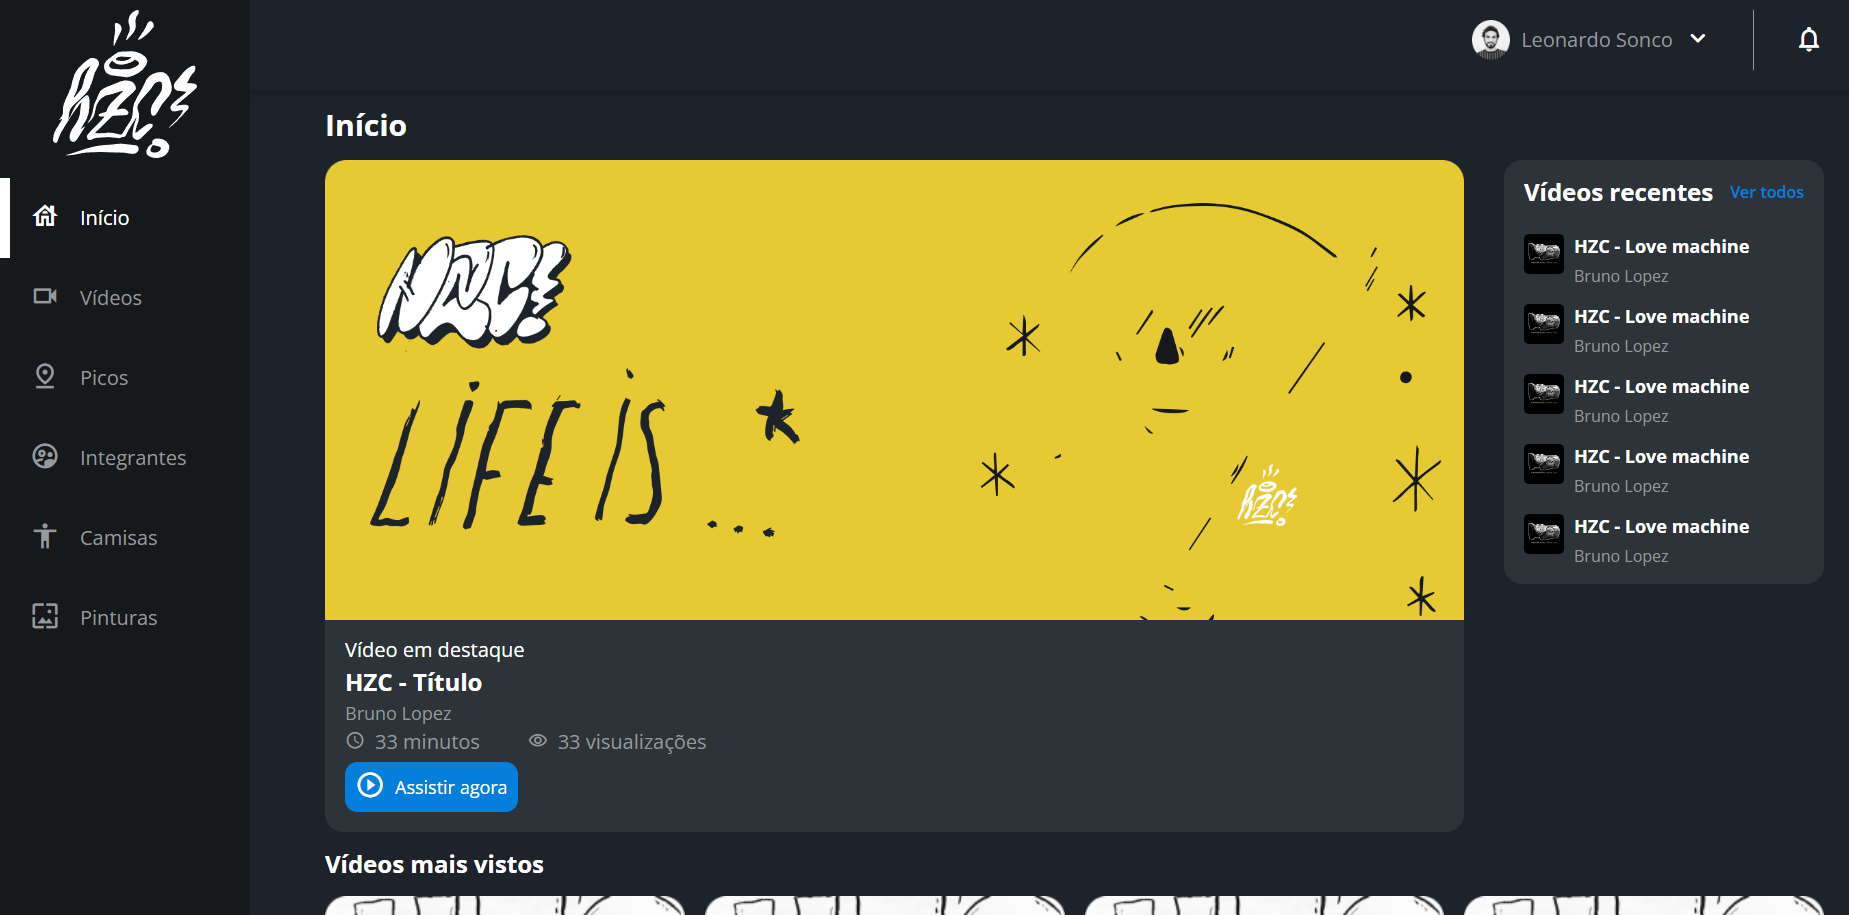 HZC!
Leonardo Sonco
Início
Vídeos
Picos
Integrantes
Camisas
Pinturas
Início
HZC!
LIFE IS ...
HZC!
Vídeo em destaque
HZC - Título
Bruno Lopez
33 minutos
33 visualizações
Assistir agora
Vídeos recentes
Ver todos
HZC - Love machine
Bruno Lopez
HZC - Love machine
Bruno Lopez
HZC - Love machine
Bruno Lopez
HZC - Love machine
Bruno Lopez
HZC - Love machine
Bruno Lopez
Vídeos mais vistos